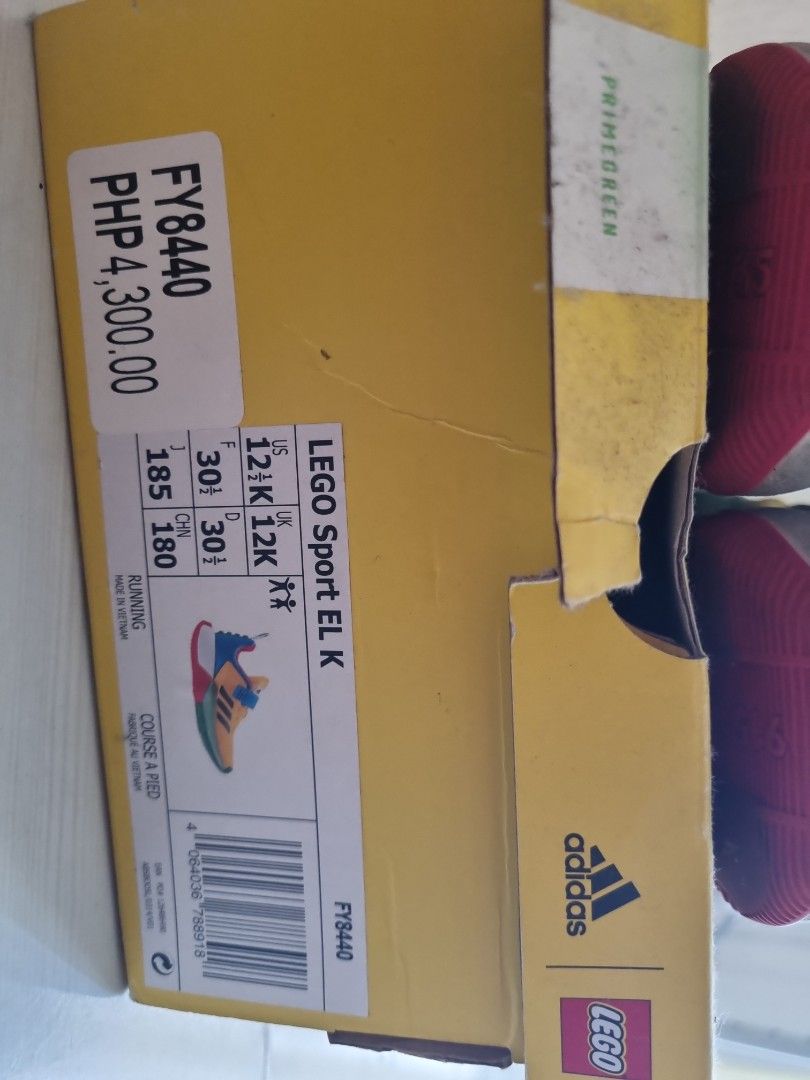 PRIMEGREEN
FY8440
PHP 4,300.00
LEGO Sport EL K
FY8440
US
12½K
UK
12K
F
30½
D
30½
J
185
CHN
180
RUNNING
MADE IN VIETNAM
COURSE A PIED
FABRIQUE AU VIETNAM
4 064036 788918
adidas
LEGO